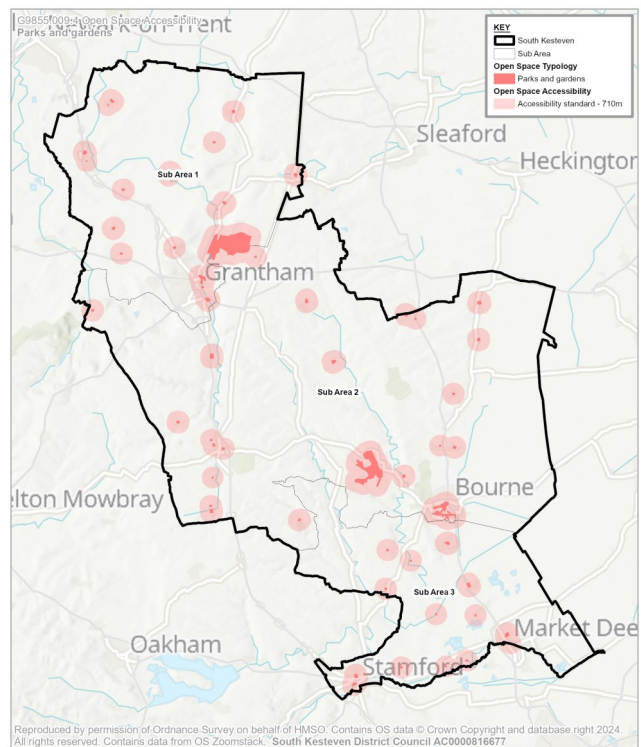 Newark-on-Trent
G9855.009.4 Open Space Accessibility
Parks and gardens
KEY
South Kesteven
Sub Area
Open Space Typology
Parks and gardens
Open Space Accessibility
Accessibility standard - 710m
Sleaford
Heckington
Sub Area 1
Grantham
Sub Area 2
elton Mowbray
Bourne
Sub Area 3
Market Dee
Oakham
Stamford
Reproduced by permission of Ordnance Survey on behalf of HMSO. Contains OS data © Crown Copyright and database right 2024.
All rights reserved. Contains data from OS Zoomstack. South Kesteven District Council AC0000816677